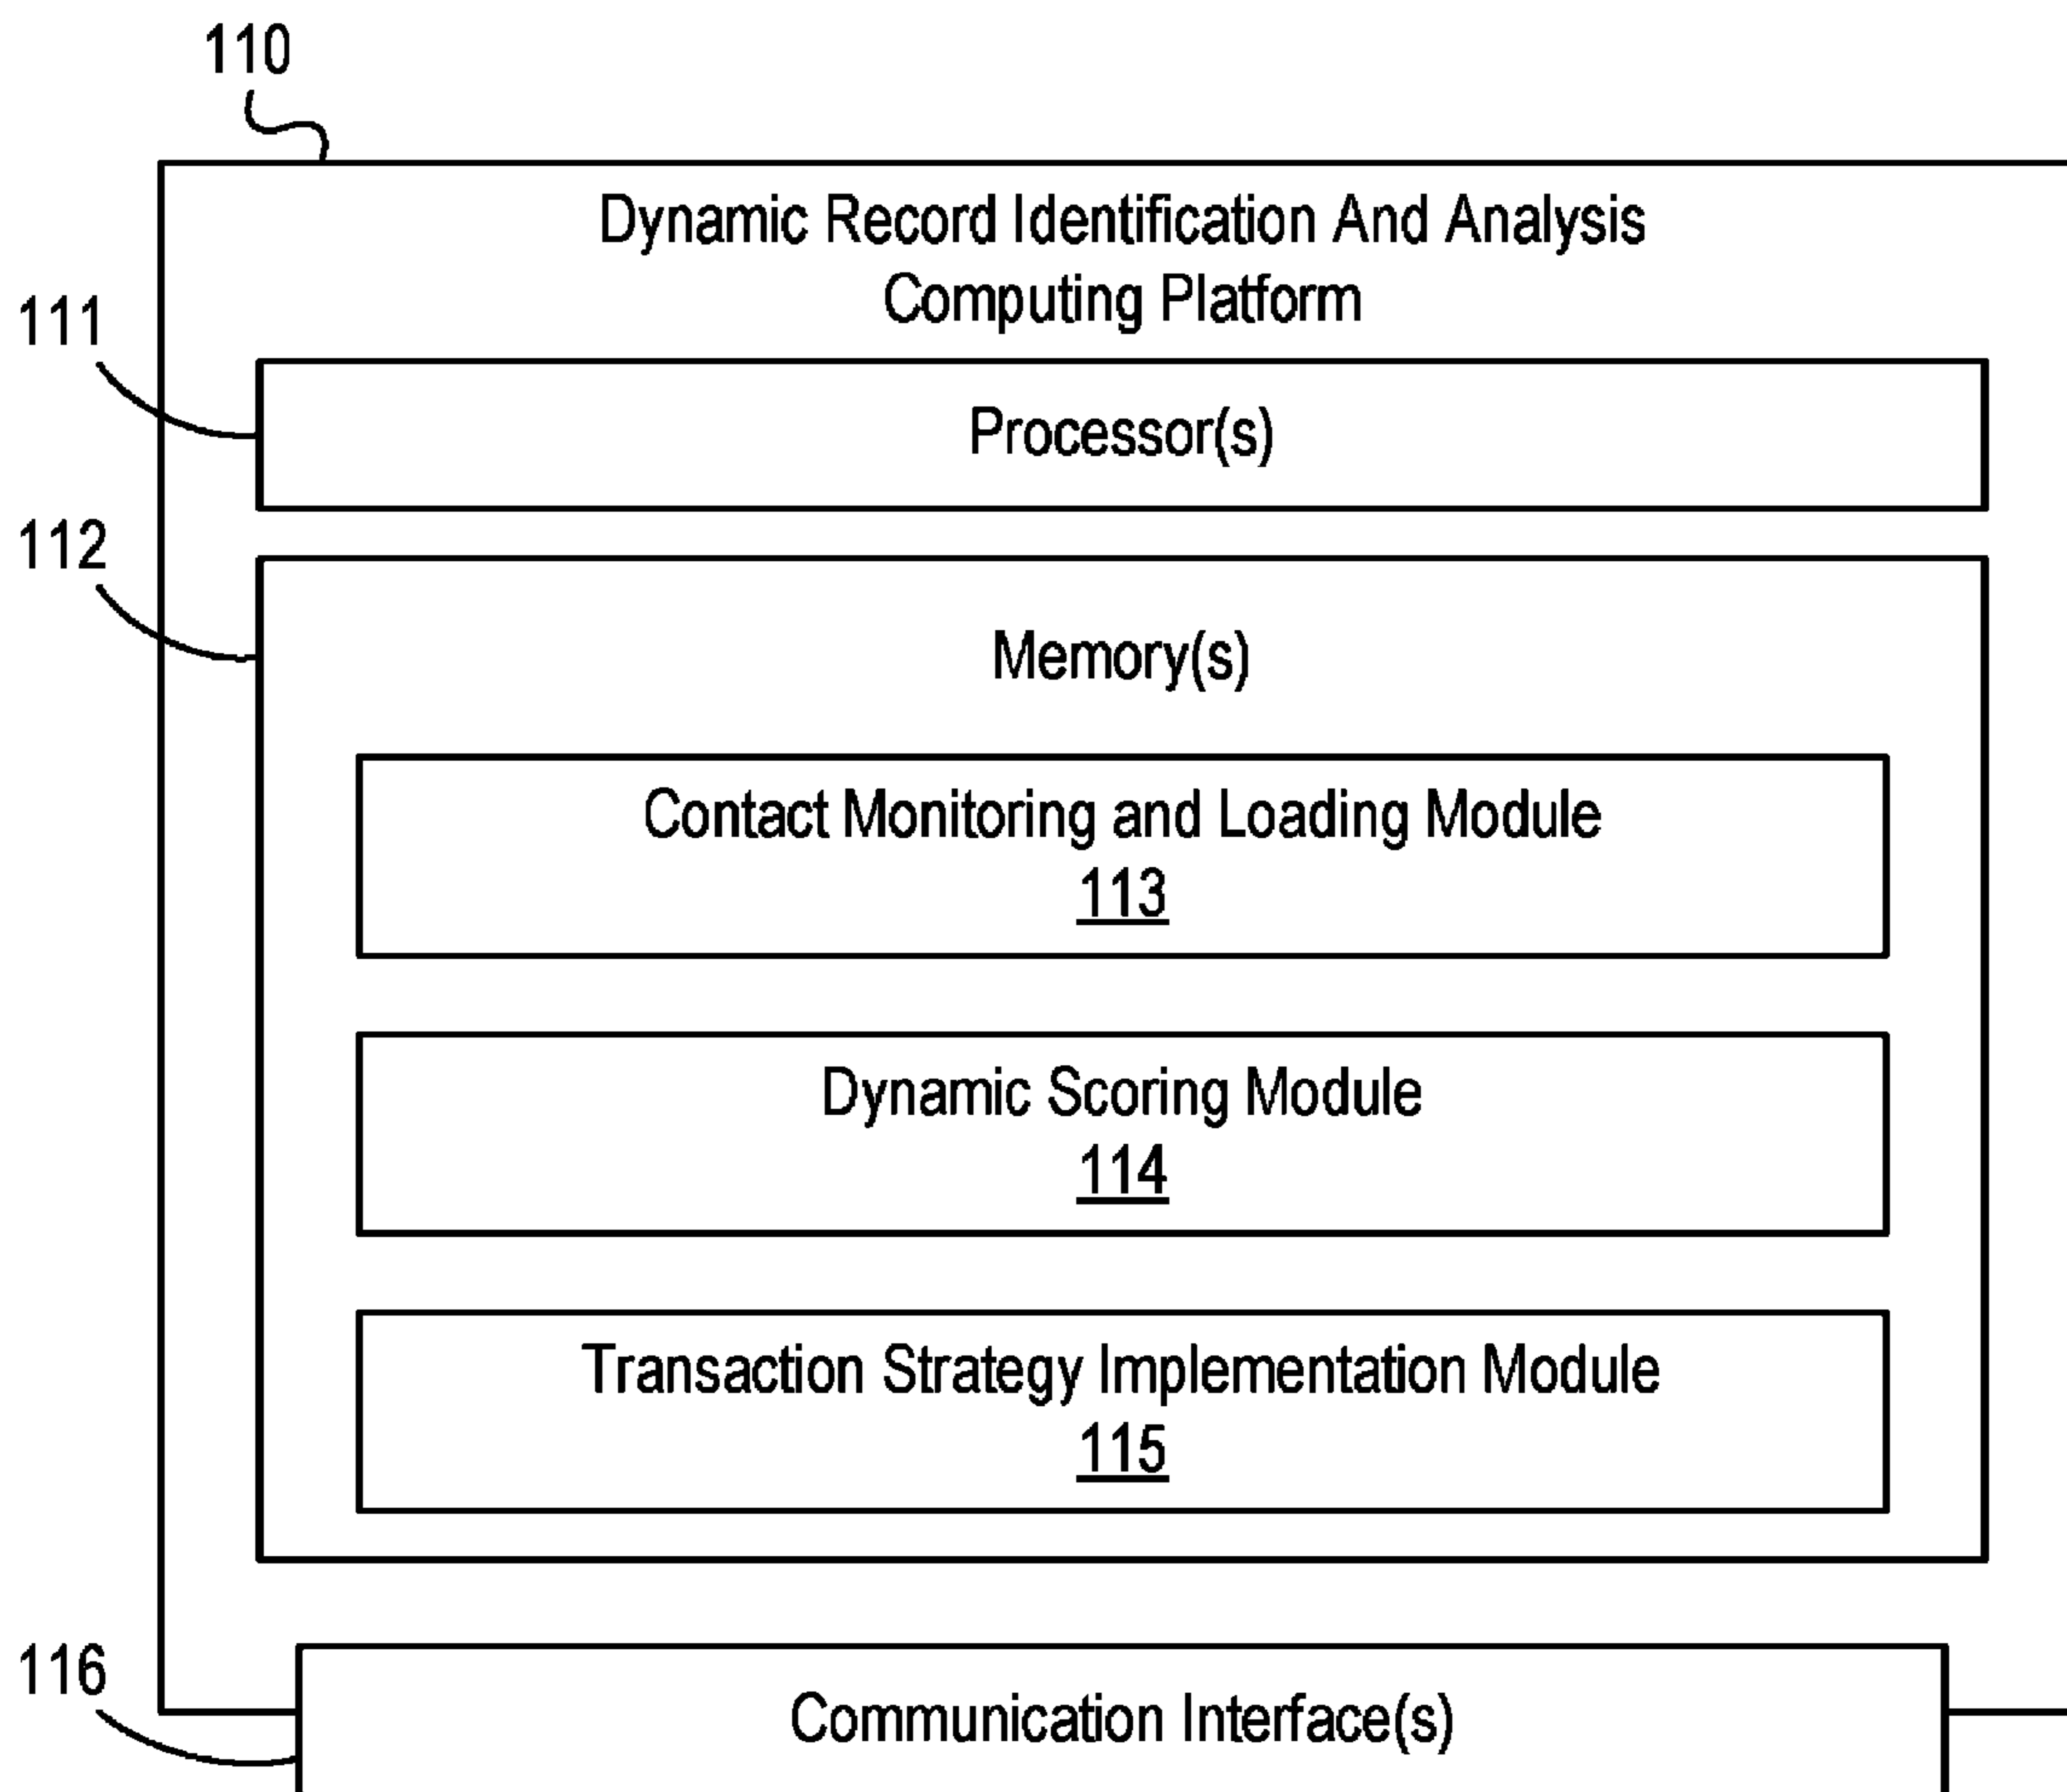 110
Dynamic Record Identification And Analysis
Computing Platform
111
Processor(s)
112
Memory(s)
Contact Monitoring and Loading Module
113
Dynamic Scoring Module
114
Transaction Strategy Implementation Module
115
116
Communication Interface(s)